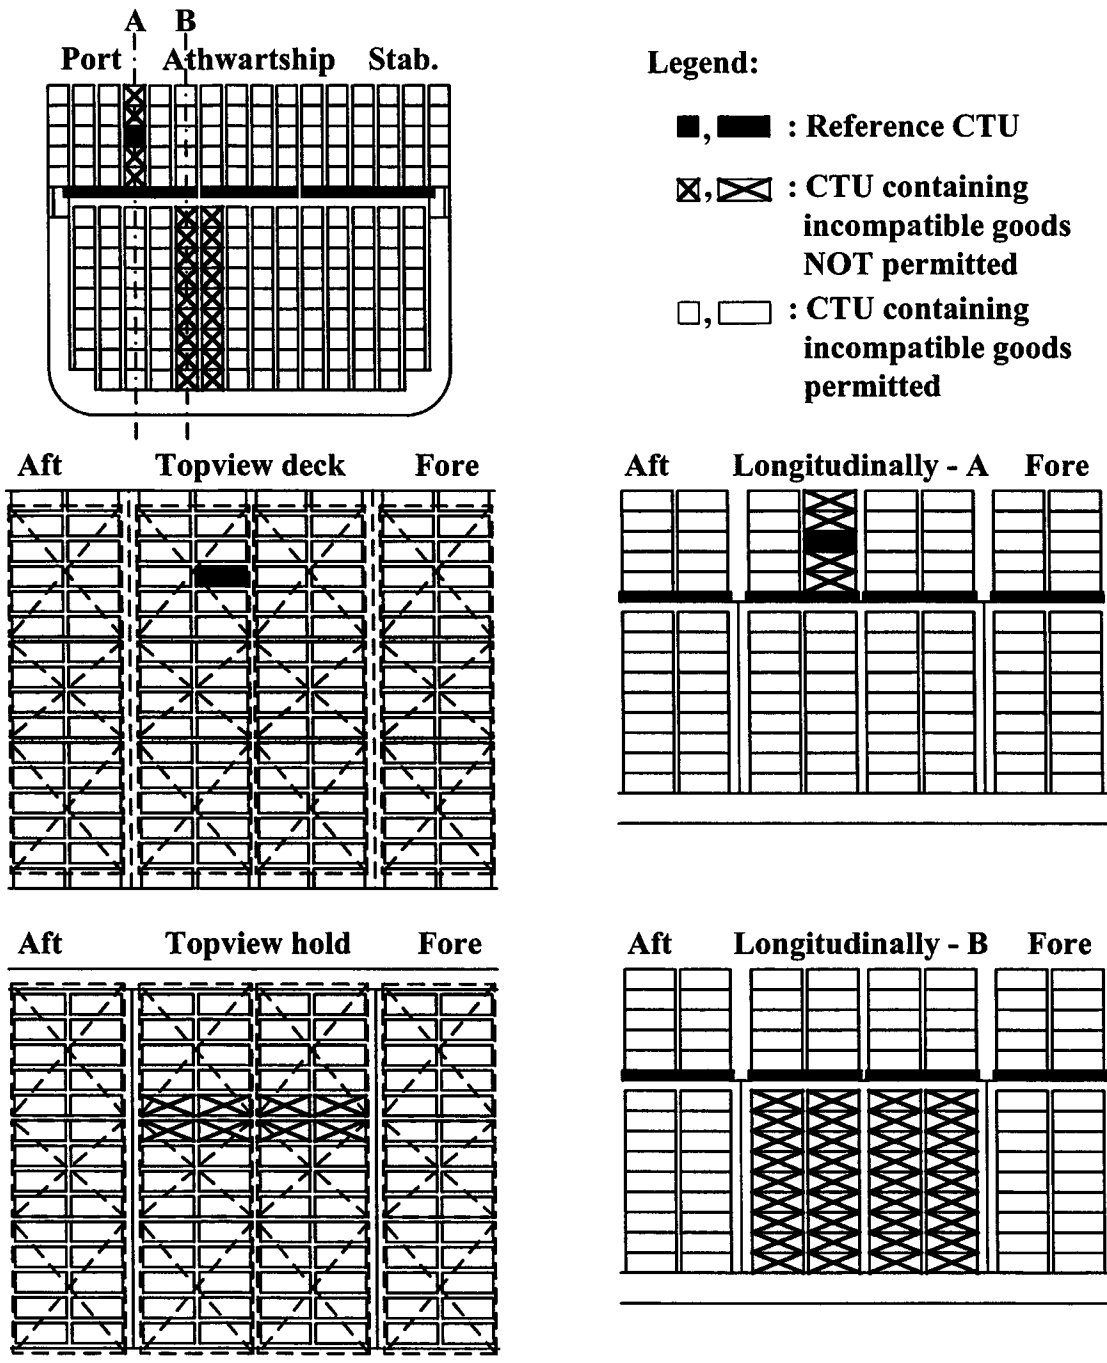 A B
Port Athwartship Stab.
Legend:
, : Reference CTU
, : CTU containing
incompatible goods
NOT permitted
, : CTU containing
incompatible goods
permitted
Aft Topview deck Fore
Aft Longitudinally - A Fore
Aft Topview hold Fore
Aft Longitudinally - B Fore